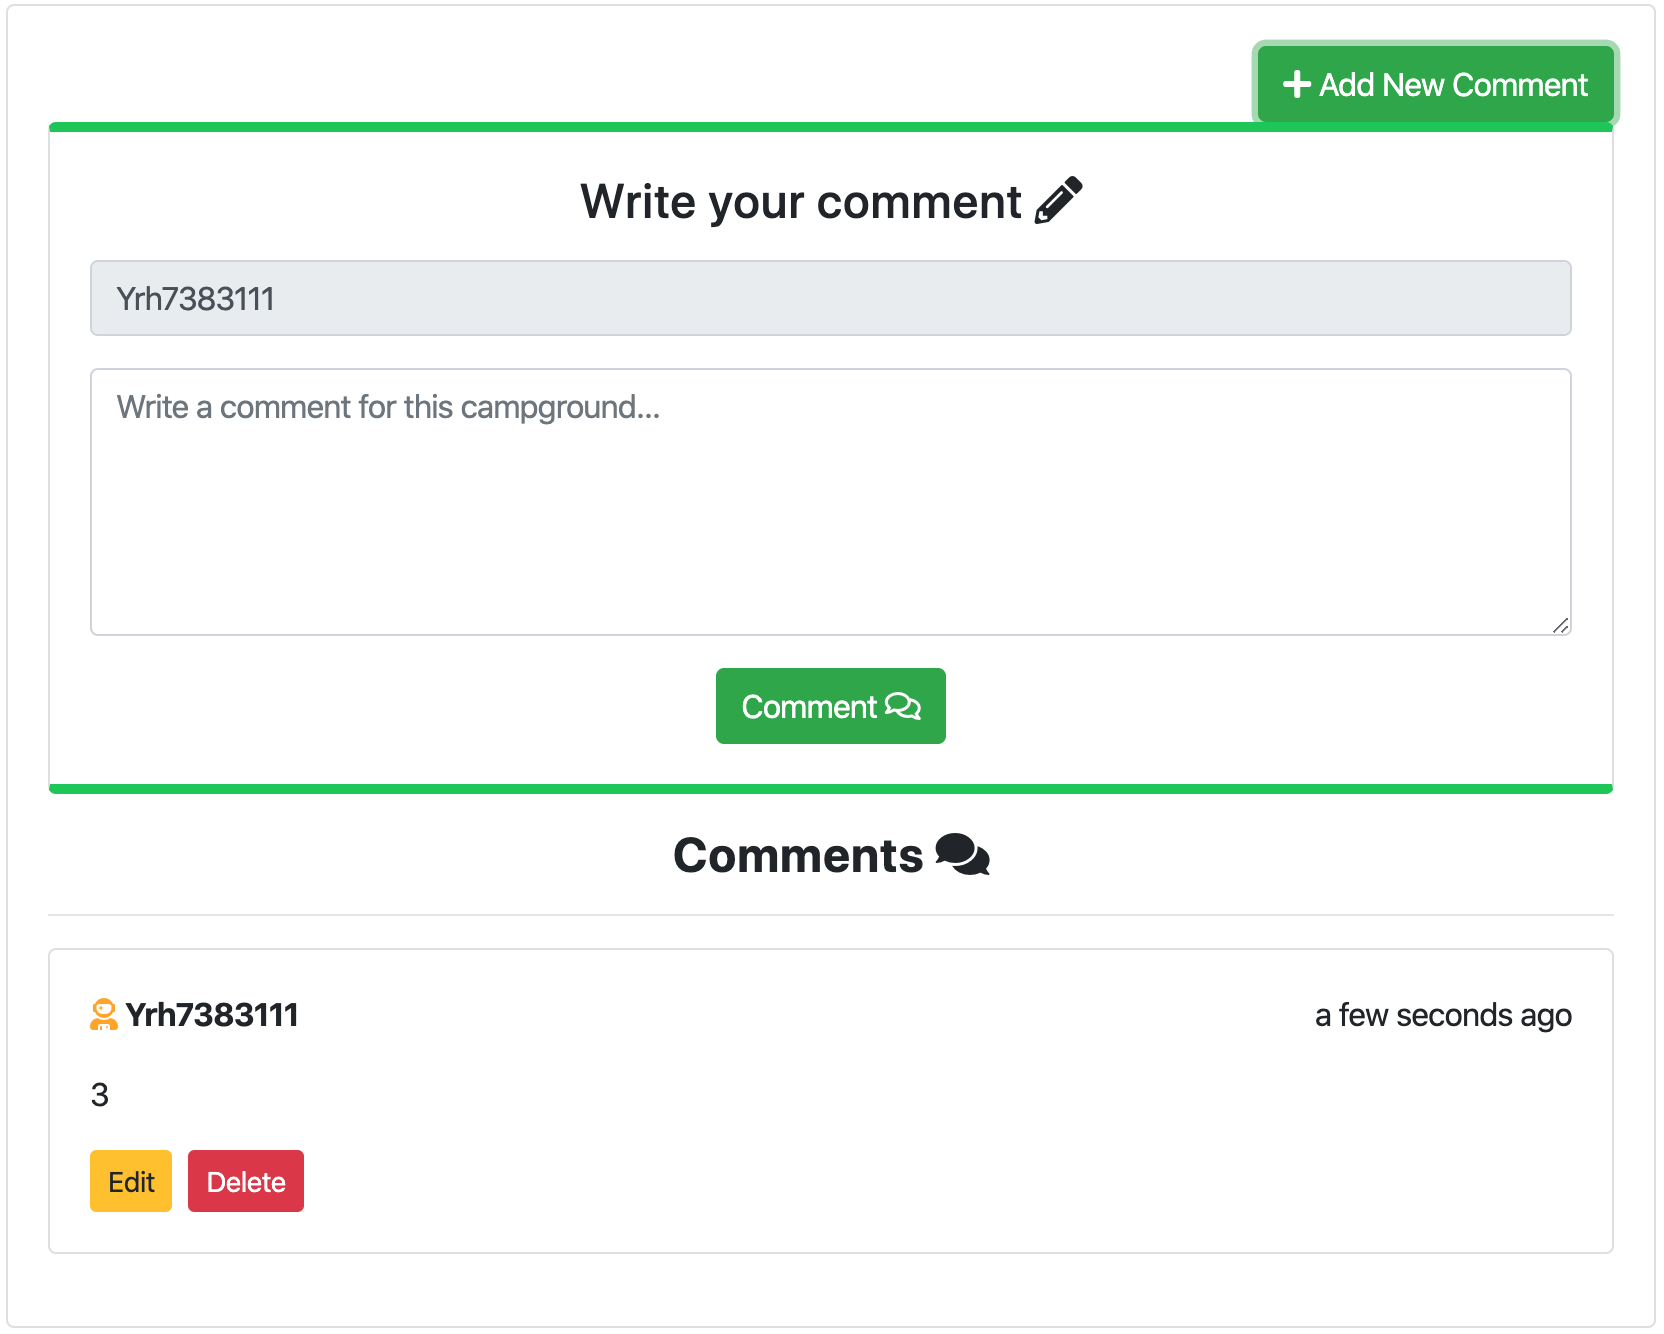 Add New Comment
Write your comment
Yrh7383111
Write a comment for this campground...
Comment
Comments
Yrh7383111
a few seconds ago
3
Edit
Delete